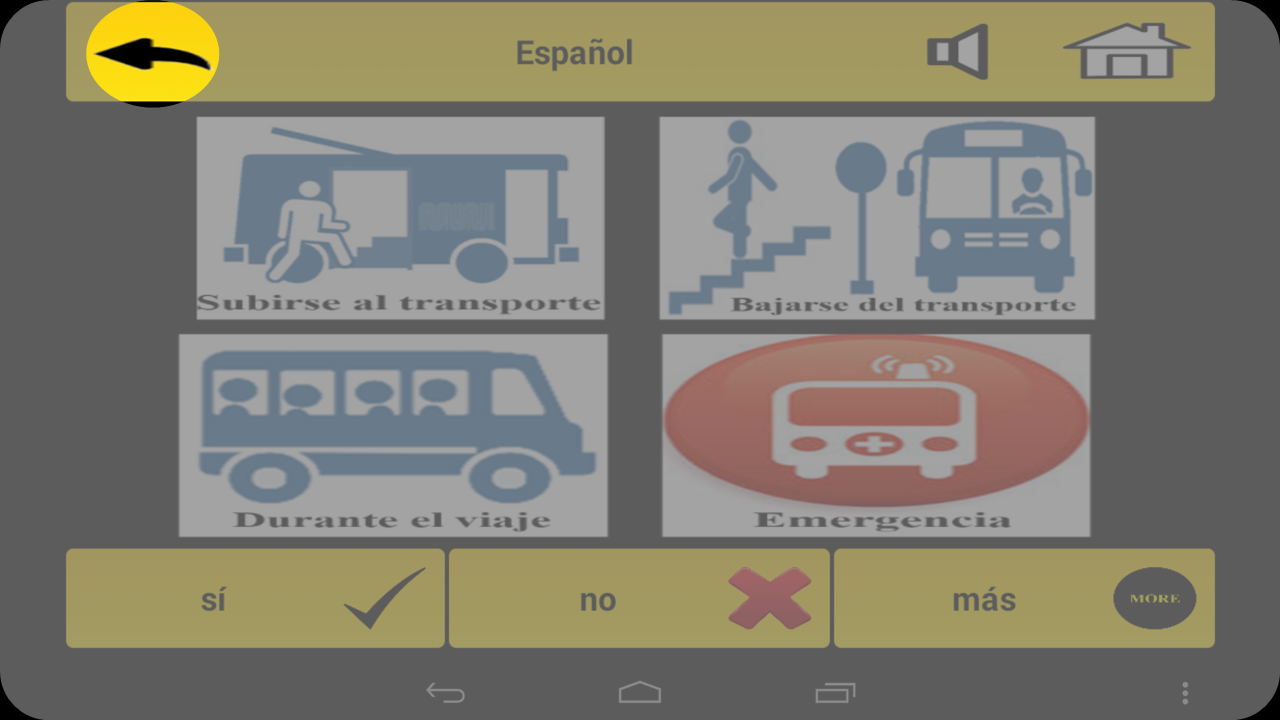 Español
Subirse al transporte
Bajarse del transporte
Durante el viaje
Emergencia
sí
no
más
MORE